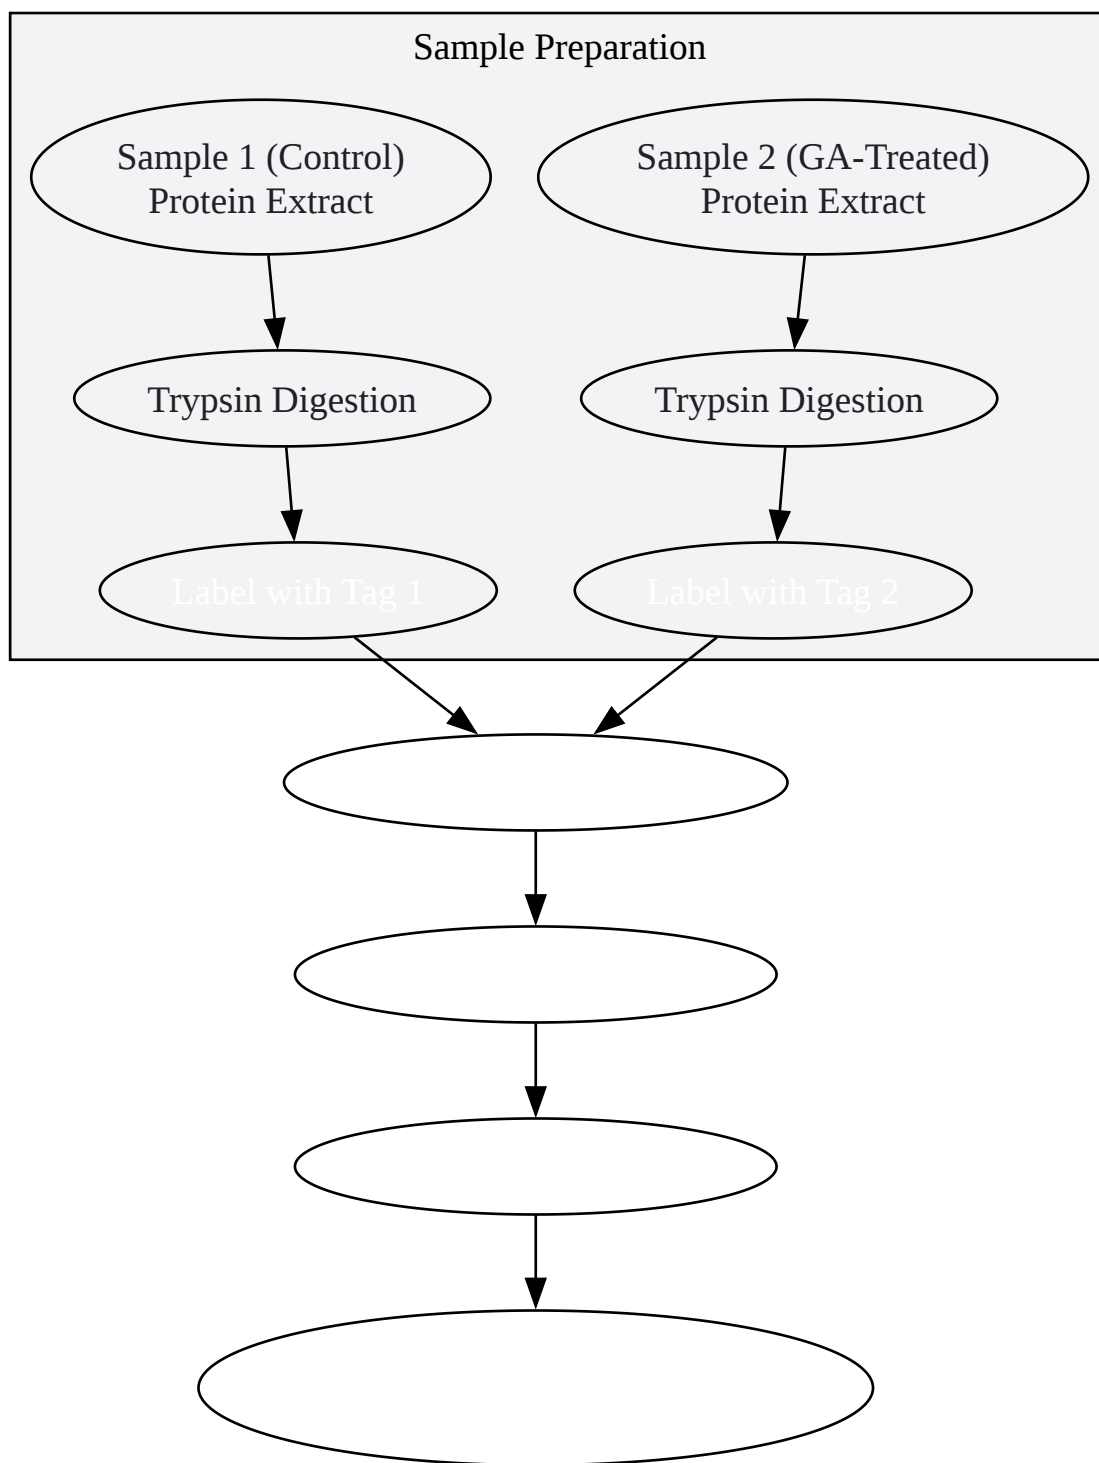 Sample Preparation
Sample 1 (Control)
Protein Extract
Sample 2 (GA-Treated)
Protein Extract
Trypsin Digestion
Trypsin Digestion
Label with Tag 1
Label with Tag 2